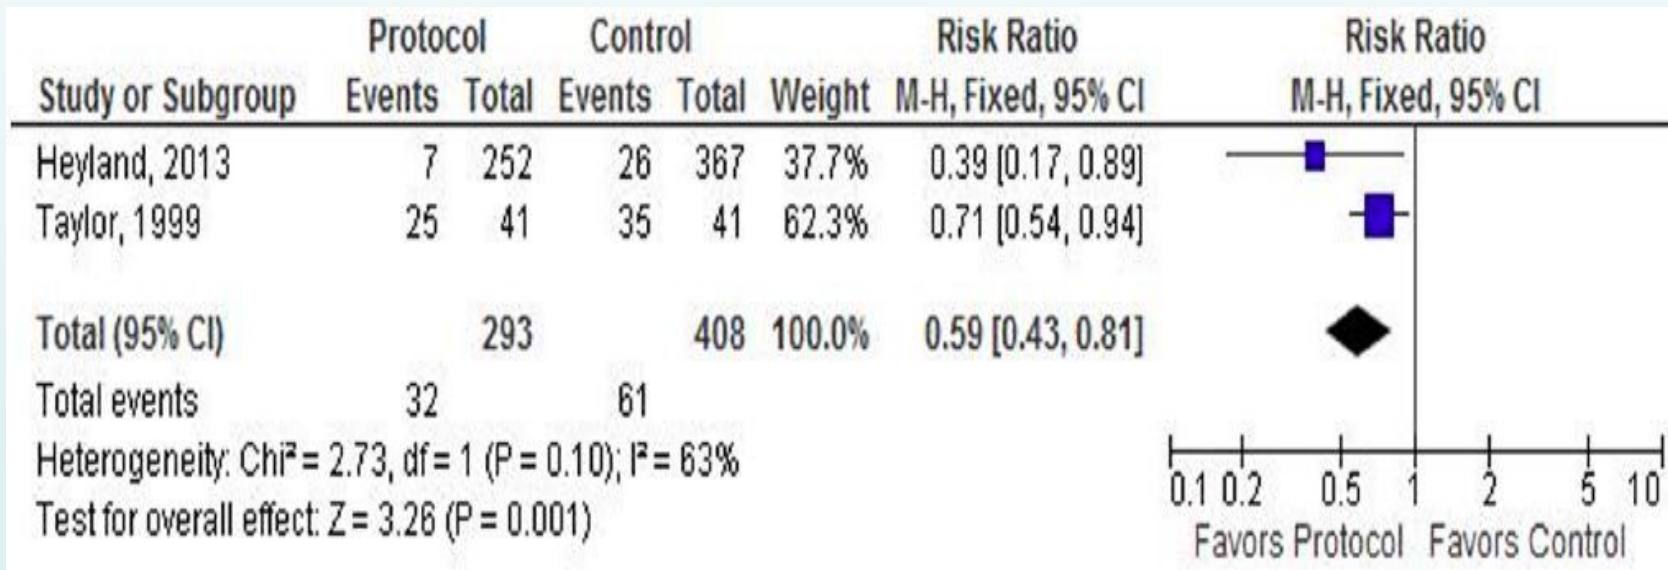 Protocol Control Risk Ratio Risk Ratio
Study or Subgroup Events Total Events Total Weight M-H, Fixed, 95% CI M-H, Fixed, 95% CI
Heyland, 2013 7 252 26 367 37.7% 0.39 [0.17, 0.89]
Taylor, 1999 25 41 35 41 62.3% 0.71 [0.54, 0.94]
Total (95% CI) 293 408 100.0% 0.59 [0.43, 0.81]
Total events 32 61
Heterogeneity: Chi² = 2.73, df = 1 (P = 0.10); I² = 63%
Test for overall effect: Z = 3.26 (P = 0.001)
0.1 0.2 0.5 1 2 5 10
Favors Protocol Favors Control